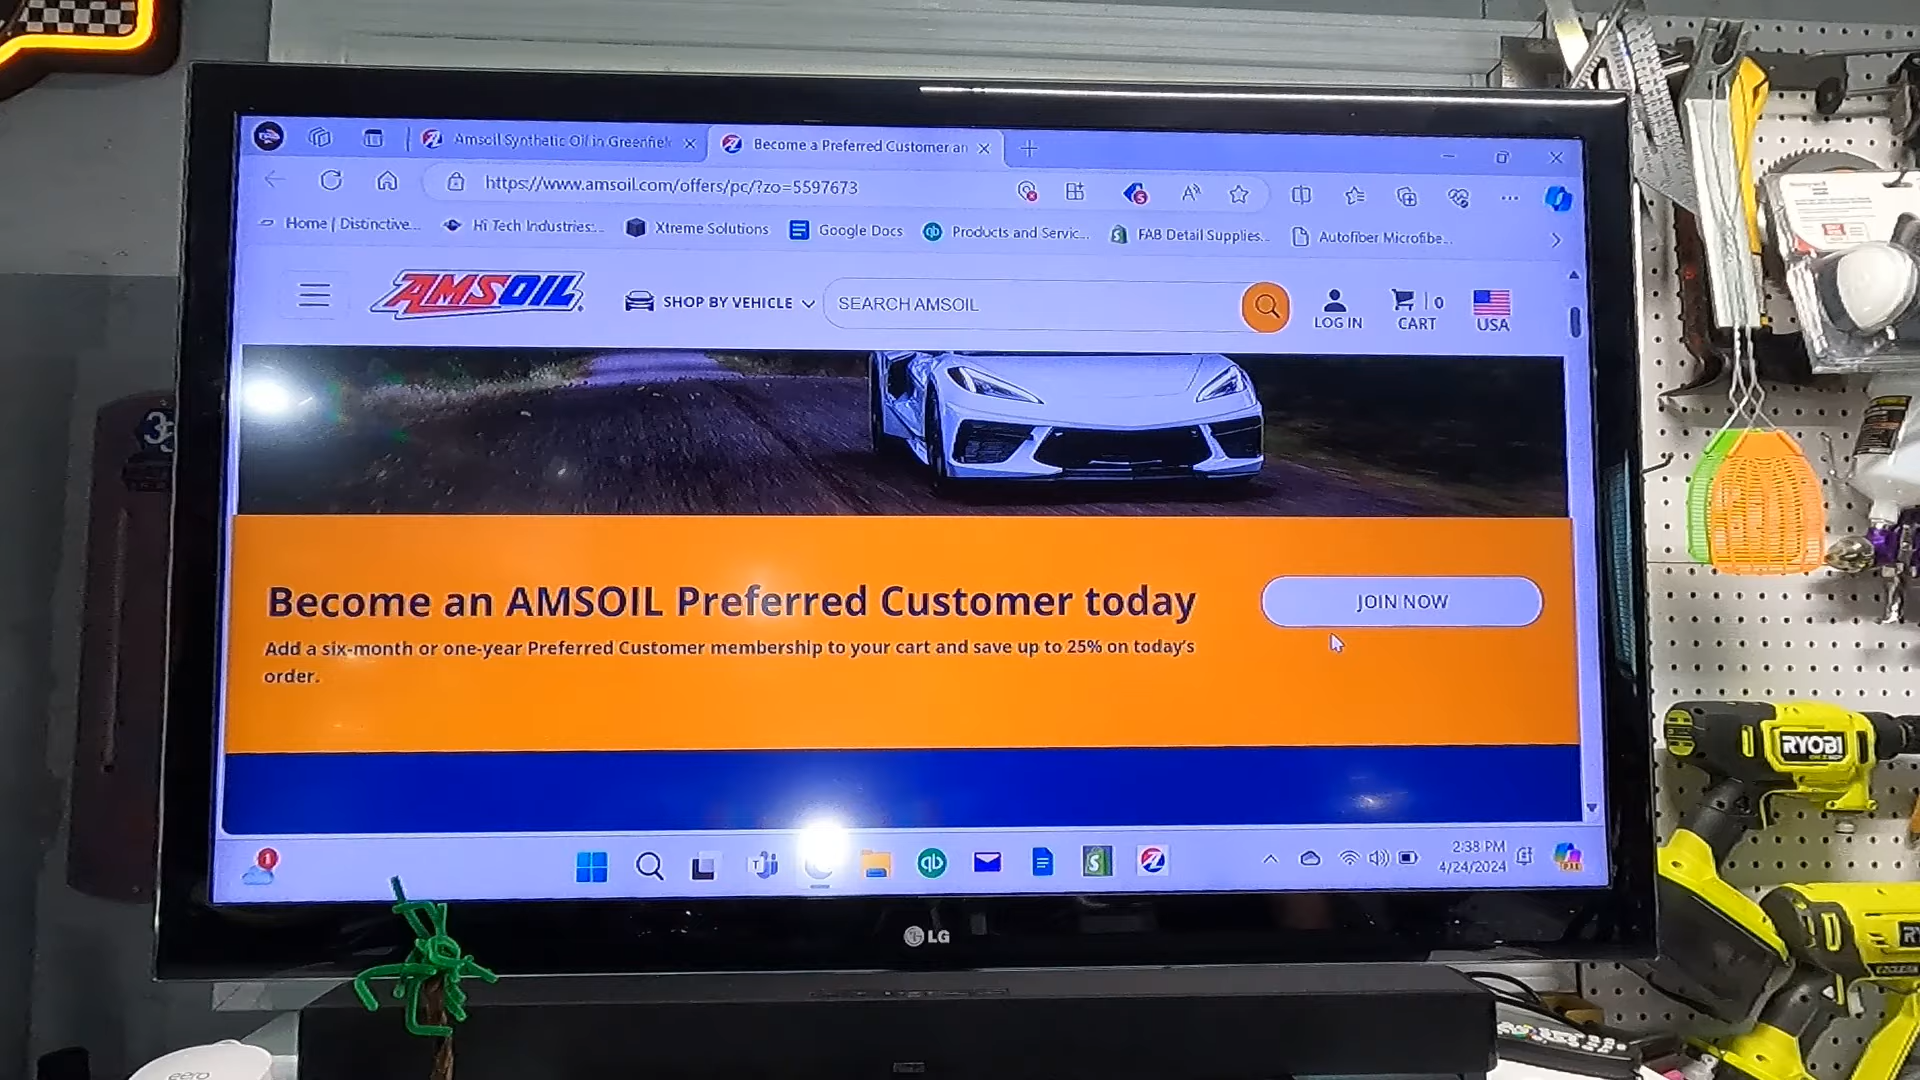 Amsoil Synthetic Oil in Greenfiel
Become a Preferred Customer an
https://www.amsoil.com/offers/pc/?zo=5597673
Home | Distinctive...
Hi Tech Industries:...
Xtreme Solutions
Google Docs
Products and Servic...
FAB Detail Supplies...
Autofiber Microfibe...
AMSOIL
SHOP BY VEHICLE
SEARCH AMSOIL
LOG IN
0
CART
USA
Become an AMSOIL Preferred Customer today
JOIN NOW
Add a six-month or one-year Preferred Customer membership to your cart and save up to 25% on today's
order.
2:38 PM
4/24/2024
LG
RYOBI
eero